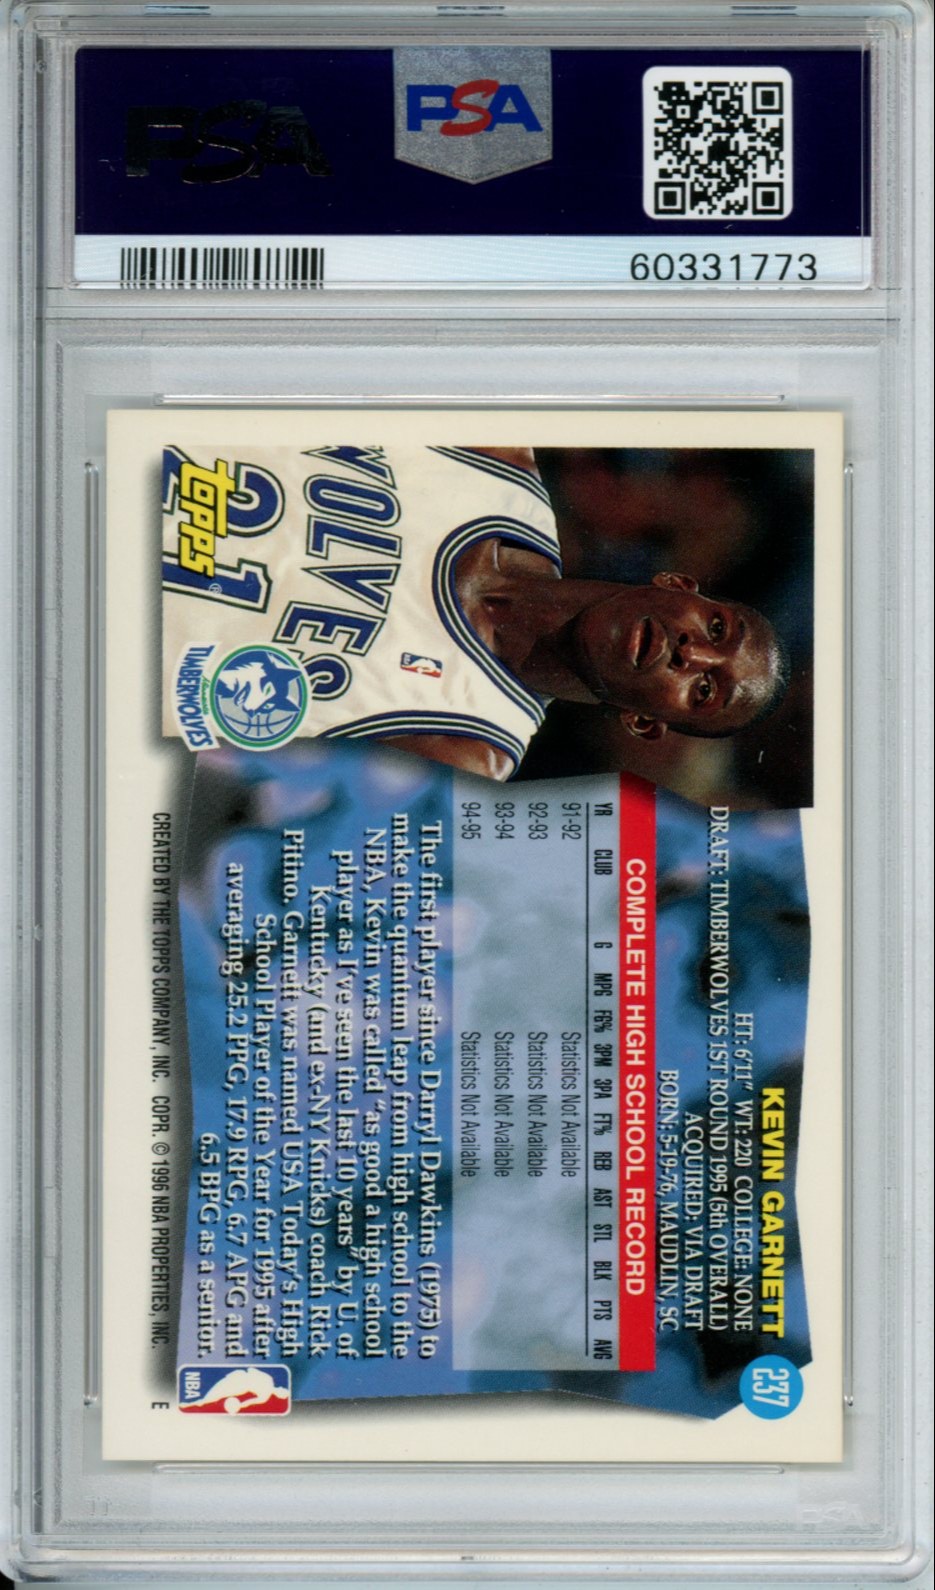 PSA
PSA
60331773
237
KEVIN GARNETT
HT: 6'11" WT: 220 COLLEGE: NONE
DRAFT: TIMBERWOLVES 1ST ROUND 1995 (5th OVERALL)
ACQUIRED: VIA DRAFT
BORN: 5-19-76, MAULDIN, SC
COMPLETE HIGH SCHOOL RECORD
YR CLUB G MPG FG% 3PM 3PA FT% REB AST STL BLK PTS AVG
91-92 Statistics Not Available
92-93 Statistics Not Available
93-94 Statistics Not Available
94-95 Statistics Not Available
The first player since Darryl Dawkins (1975) to
make the quantum leap from high school to the
NBA, Kevin was called "as good a high school
player as I've seen the last 10 years" by U. of
Kentucky (and ex-NY Knicks) coach Rick
Pitino. Garnett was named USA Today's High
School Player of the Year for 1995 after
averaging 25.2 PPG, 17.9 RPG, 6.7 APG and
6.5 BPG as a senior.
WOLVES
21
topps®
TIMBERWOLVES
NBA
CREATED BY THE TOPPS COMPANY, INC. COPR. © 1996 NBA PROPERTIES, INC.
E
PSA